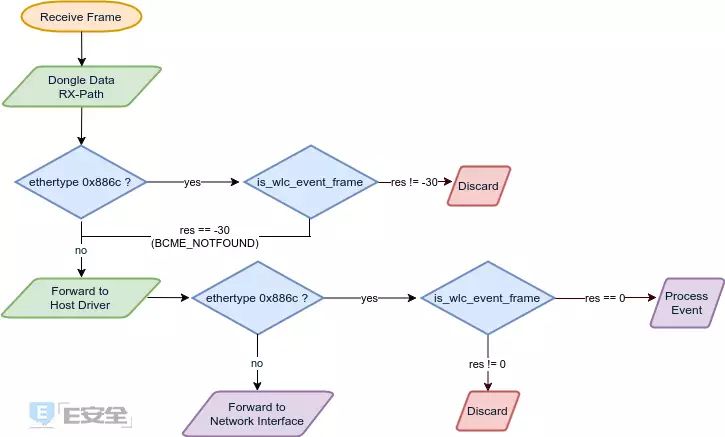 Receive Frame
Dongle Data
RX-Path
ethertype 0x886c ?
yes
is_wlc_event_frame
res != -30
Discard
res == -30
(BCME_NOTFOUND)
no
Forward to
Host Driver
ethertype 0x886c ?
yes
is_wlc_event_frame
res == 0
Process
Event
no
res != 0
Forward to
Network Interface
Discard
E E安全